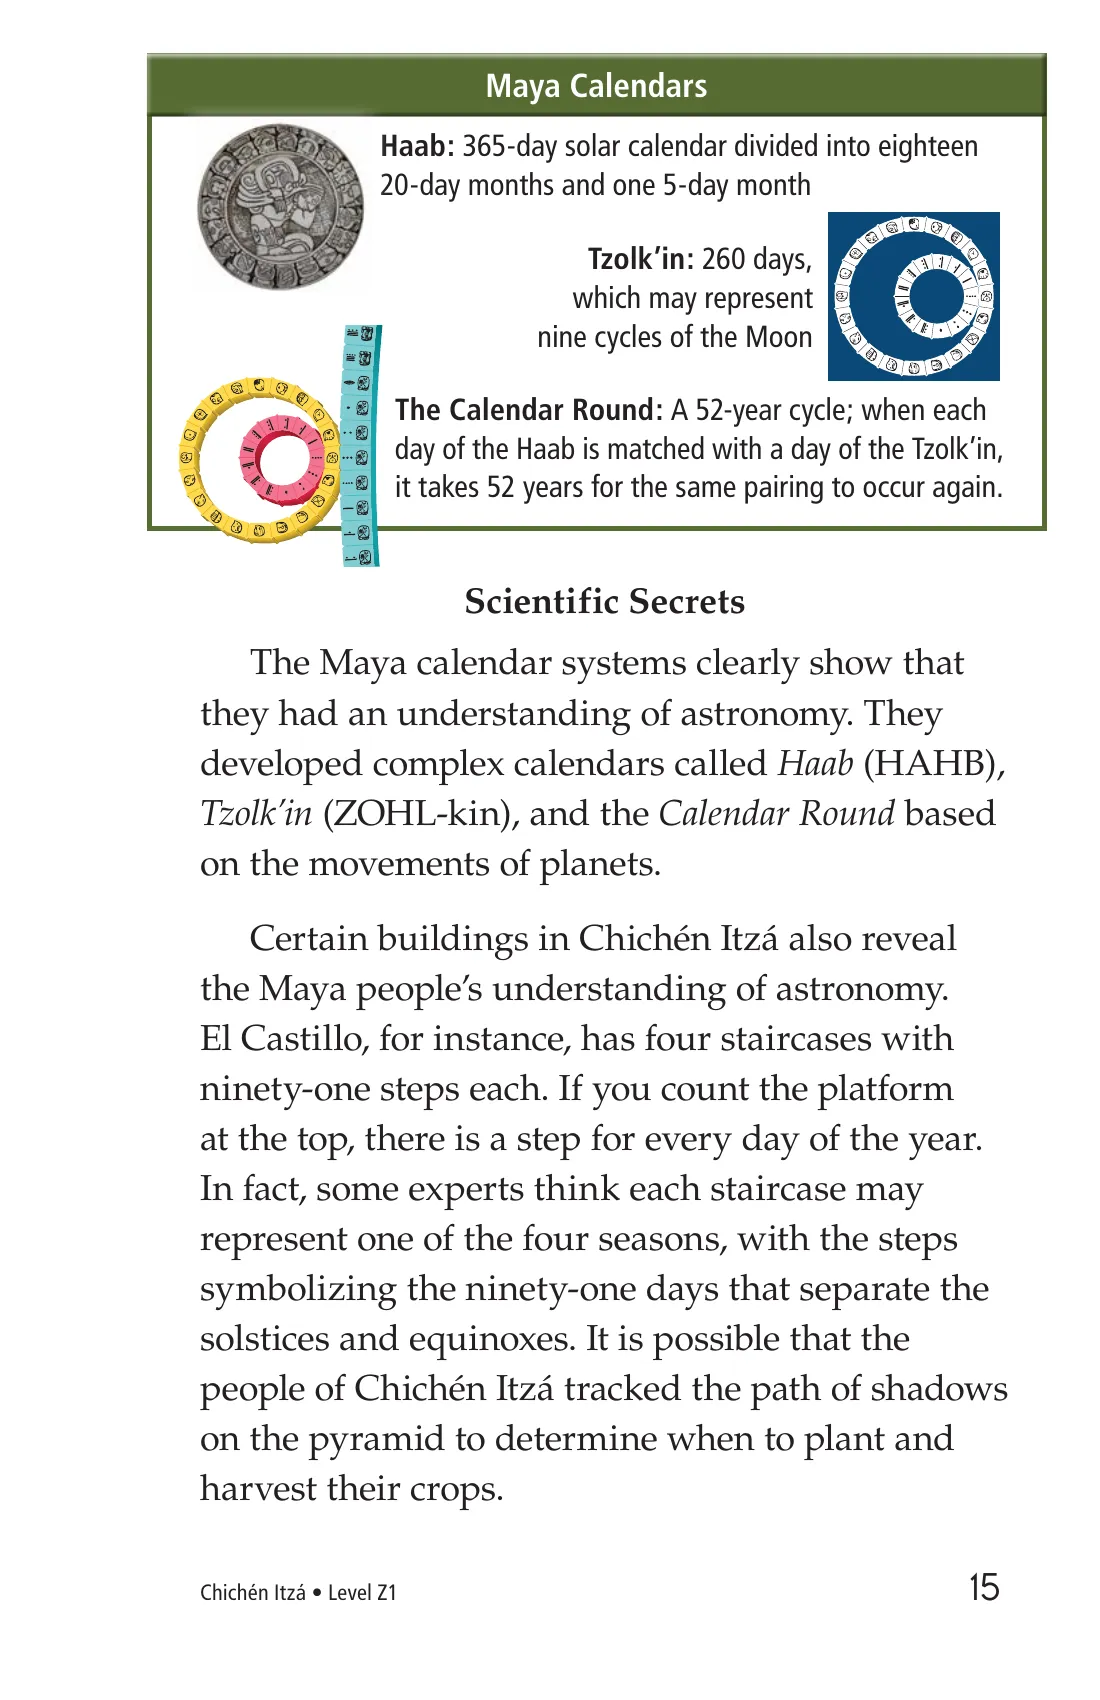 Maya Calendars
Haab: 365-day solar calendar divided into eighteen
20-day months and one 5-day month
Tzolk’in: 260 days,
which may represent
nine cycles of the Moon
The Calendar Round: A 52-year cycle; when each
day of the Haab is matched with a day of the Tzolk’in,
it takes 52 years for the same pairing to occur again.
Scientific Secrets
The Maya calendar systems clearly show that
they had an understanding of astronomy. They
developed complex calendars called Haab (HAHB),
Tzolk’in (ZOHL-kin), and the Calendar Round based
on the movements of planets.
Certain buildings in Chichén Itzá also reveal
the Maya people’s understanding of astronomy.
El Castillo, for instance, has four staircases with
ninety-one steps each. If you count the platform
at the top, there is a step for every day of the year.
In fact, some experts think each staircase may
represent one of the four seasons, with the steps
symbolizing the ninety-one days that separate the
solstices and equinoxes. It is possible that the
people of Chichén Itzá tracked the path of shadows
on the pyramid to determine when to plant and
harvest their crops.
Chichén Itzá • Level Z1
15